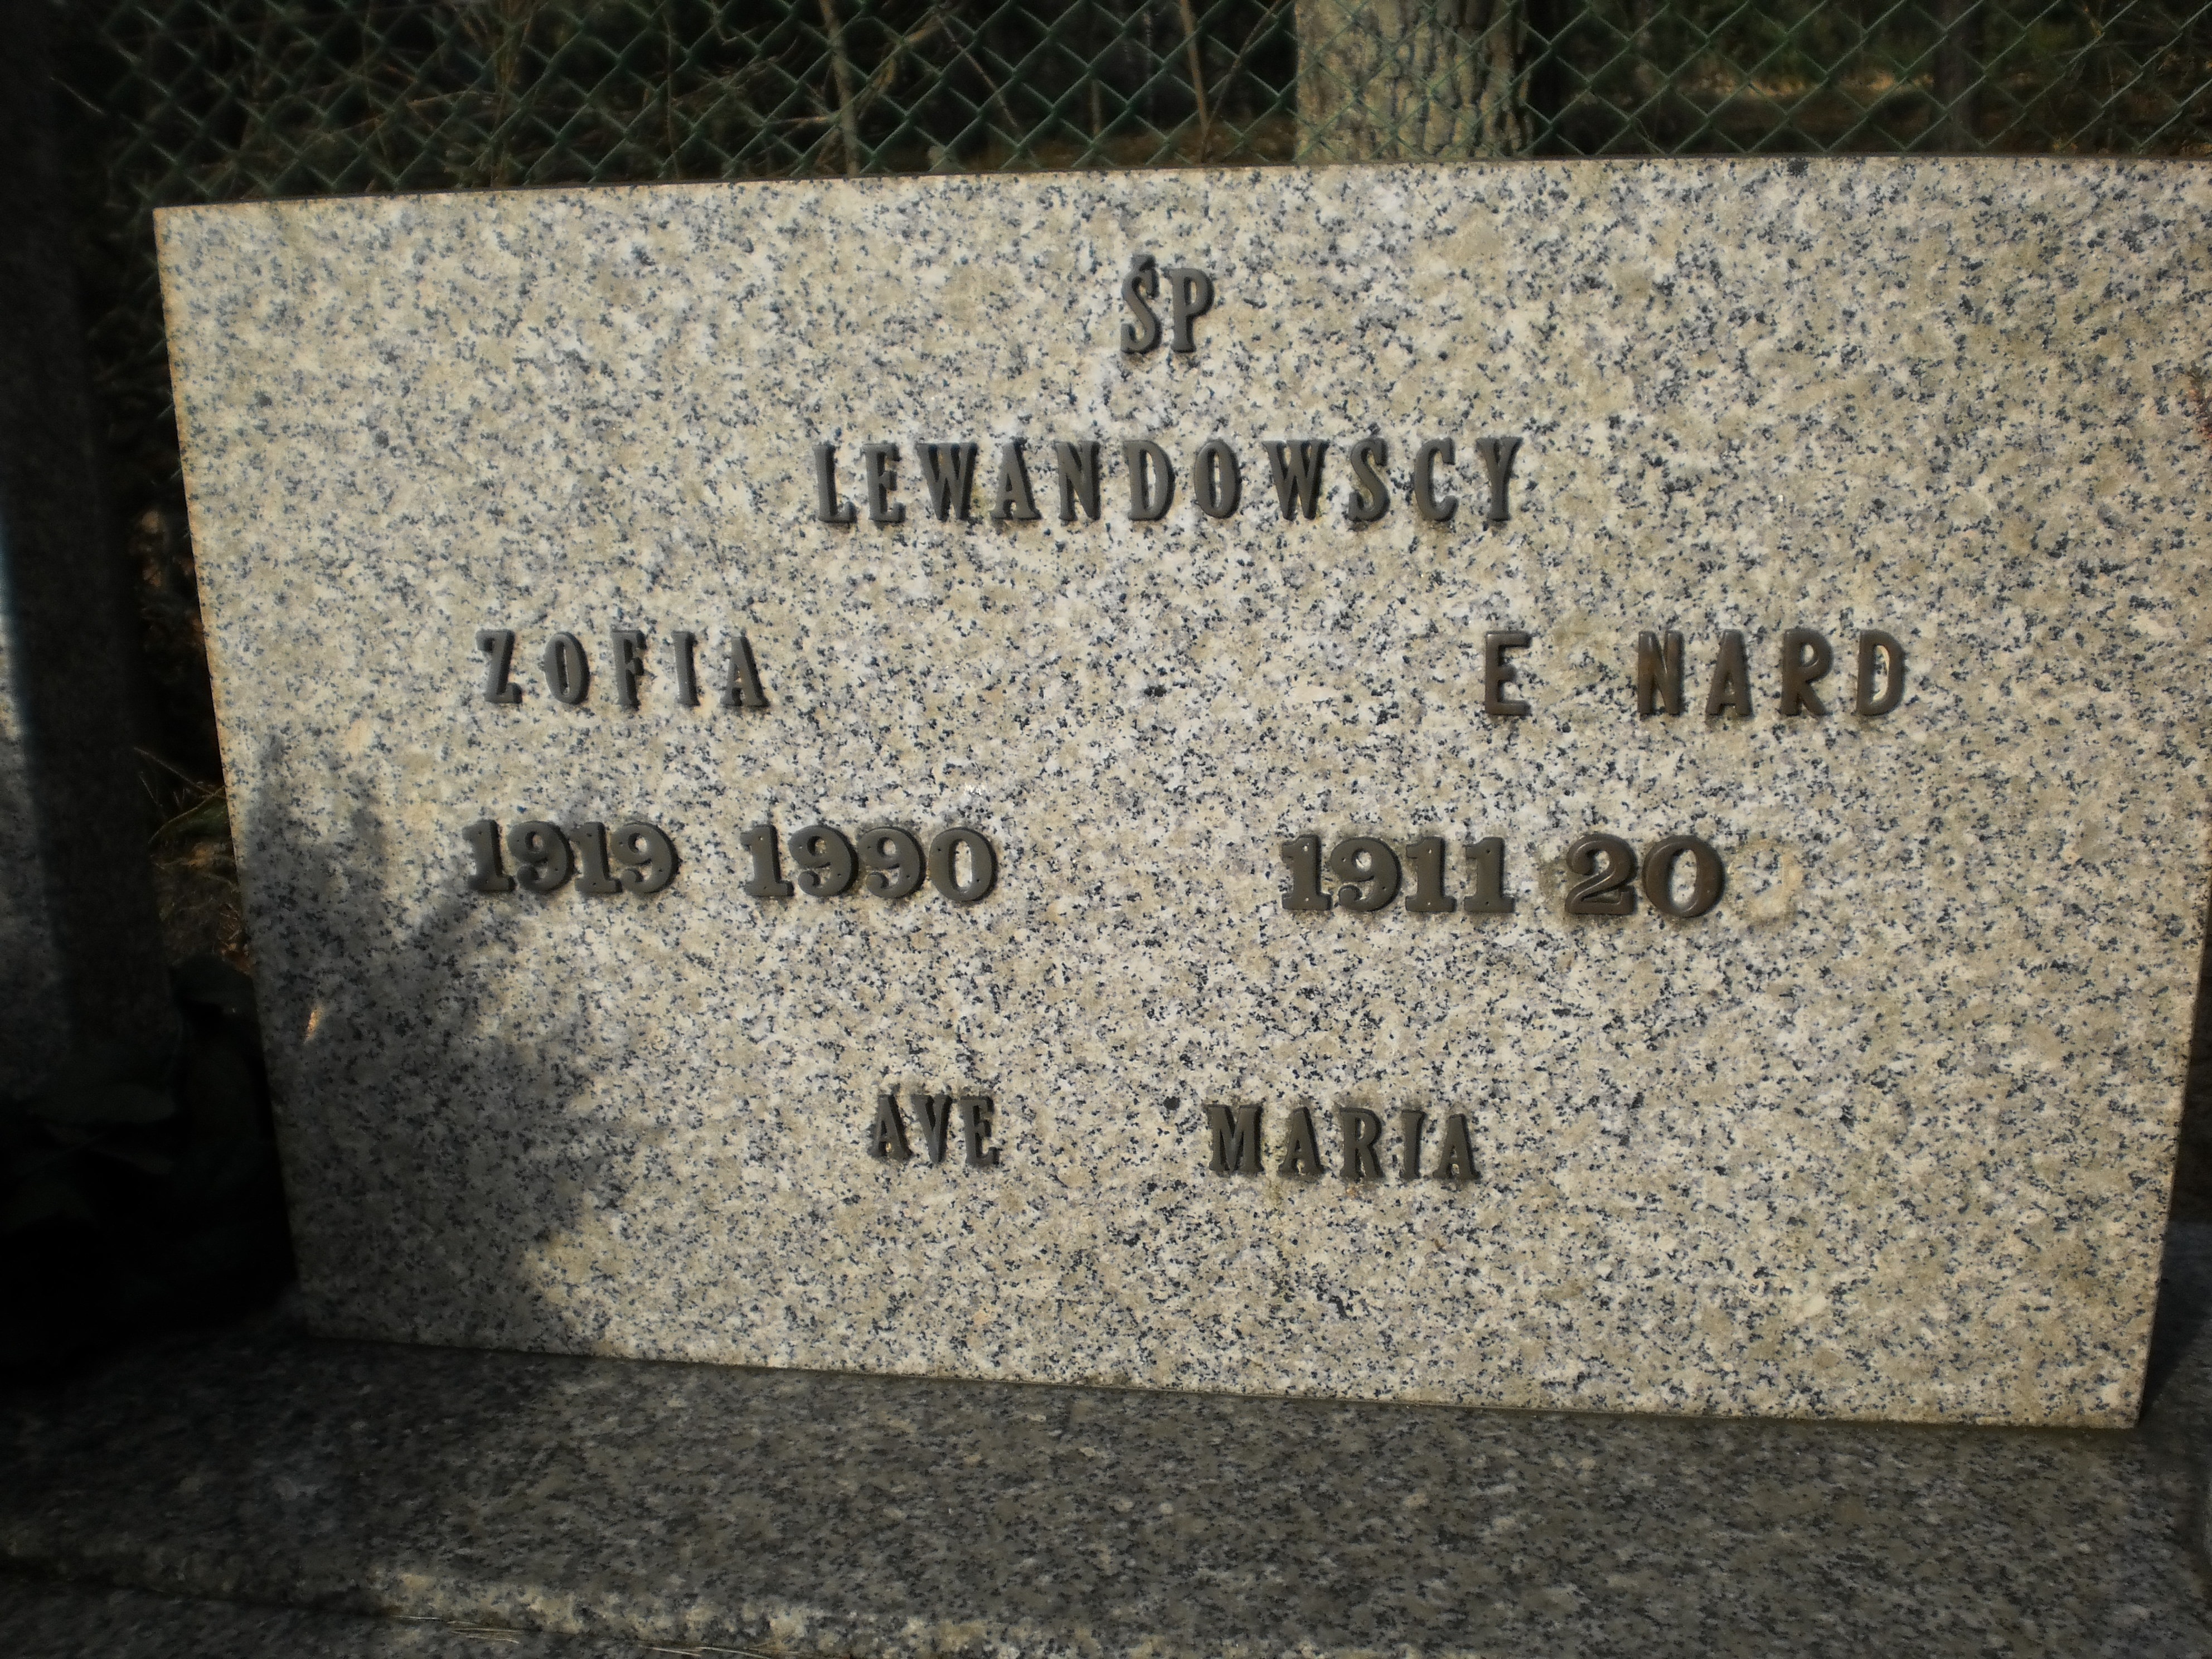 ŚP
LEWANDOWSCY
ZOFIA E NARD
1919 1990 1911 20
AVE MARIA